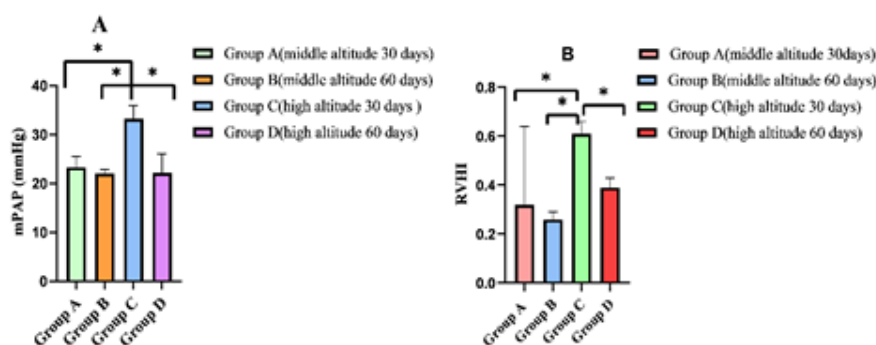 A
*
* *
Group A(middle altitude 30 days)
Group B(middle altitude 60 days)
Group C(high altitude 30 days )
Group D(high altitude 60 days)
mPAP (mmHg)
40
30
20
10
0
Group A
Group B
Group C
Group D
B
*
* *
Group A(middle altitude 30days)
Group B(middle altitude 60 days)
Group C(high altitude 30 days)
Group D(high altitude 60 days)
RVHI
0.8
0.6
0.4
0.2
0.0
Group A
Group B
Group C
Group D